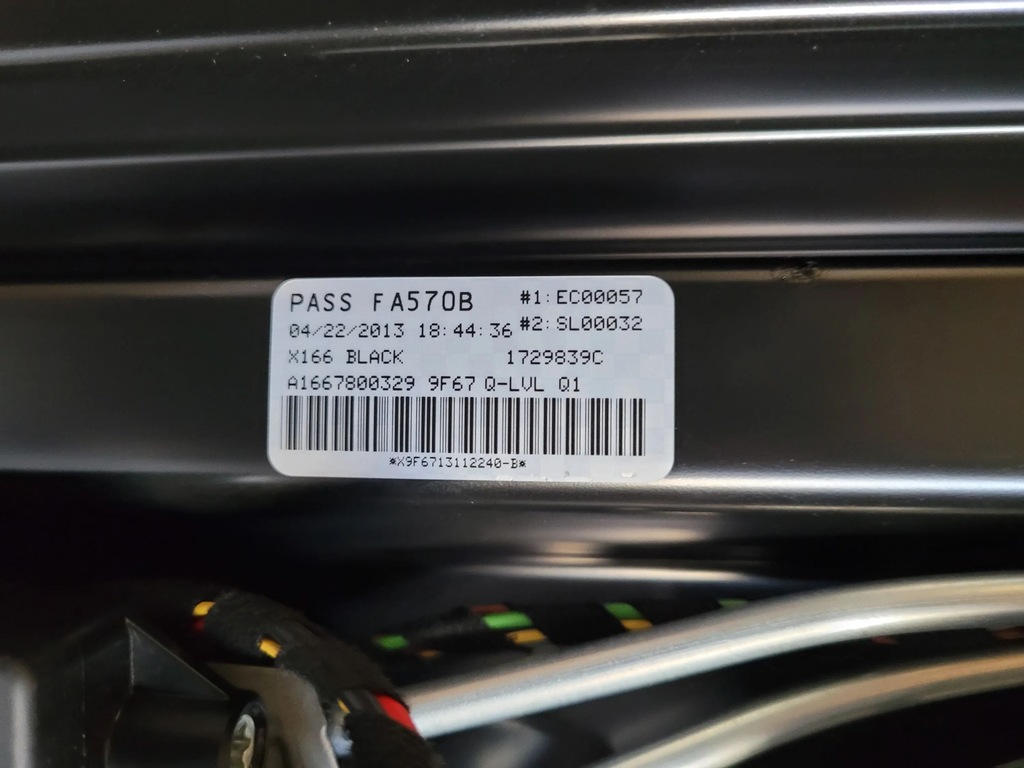 PASS FA570B #1:EC00057
04/22/2013 18:44:36 #2:SL00032
X166 BLACK 1729839C
A1667800329 9F67 Q-LVL Q1
*X9F6713112240-B*